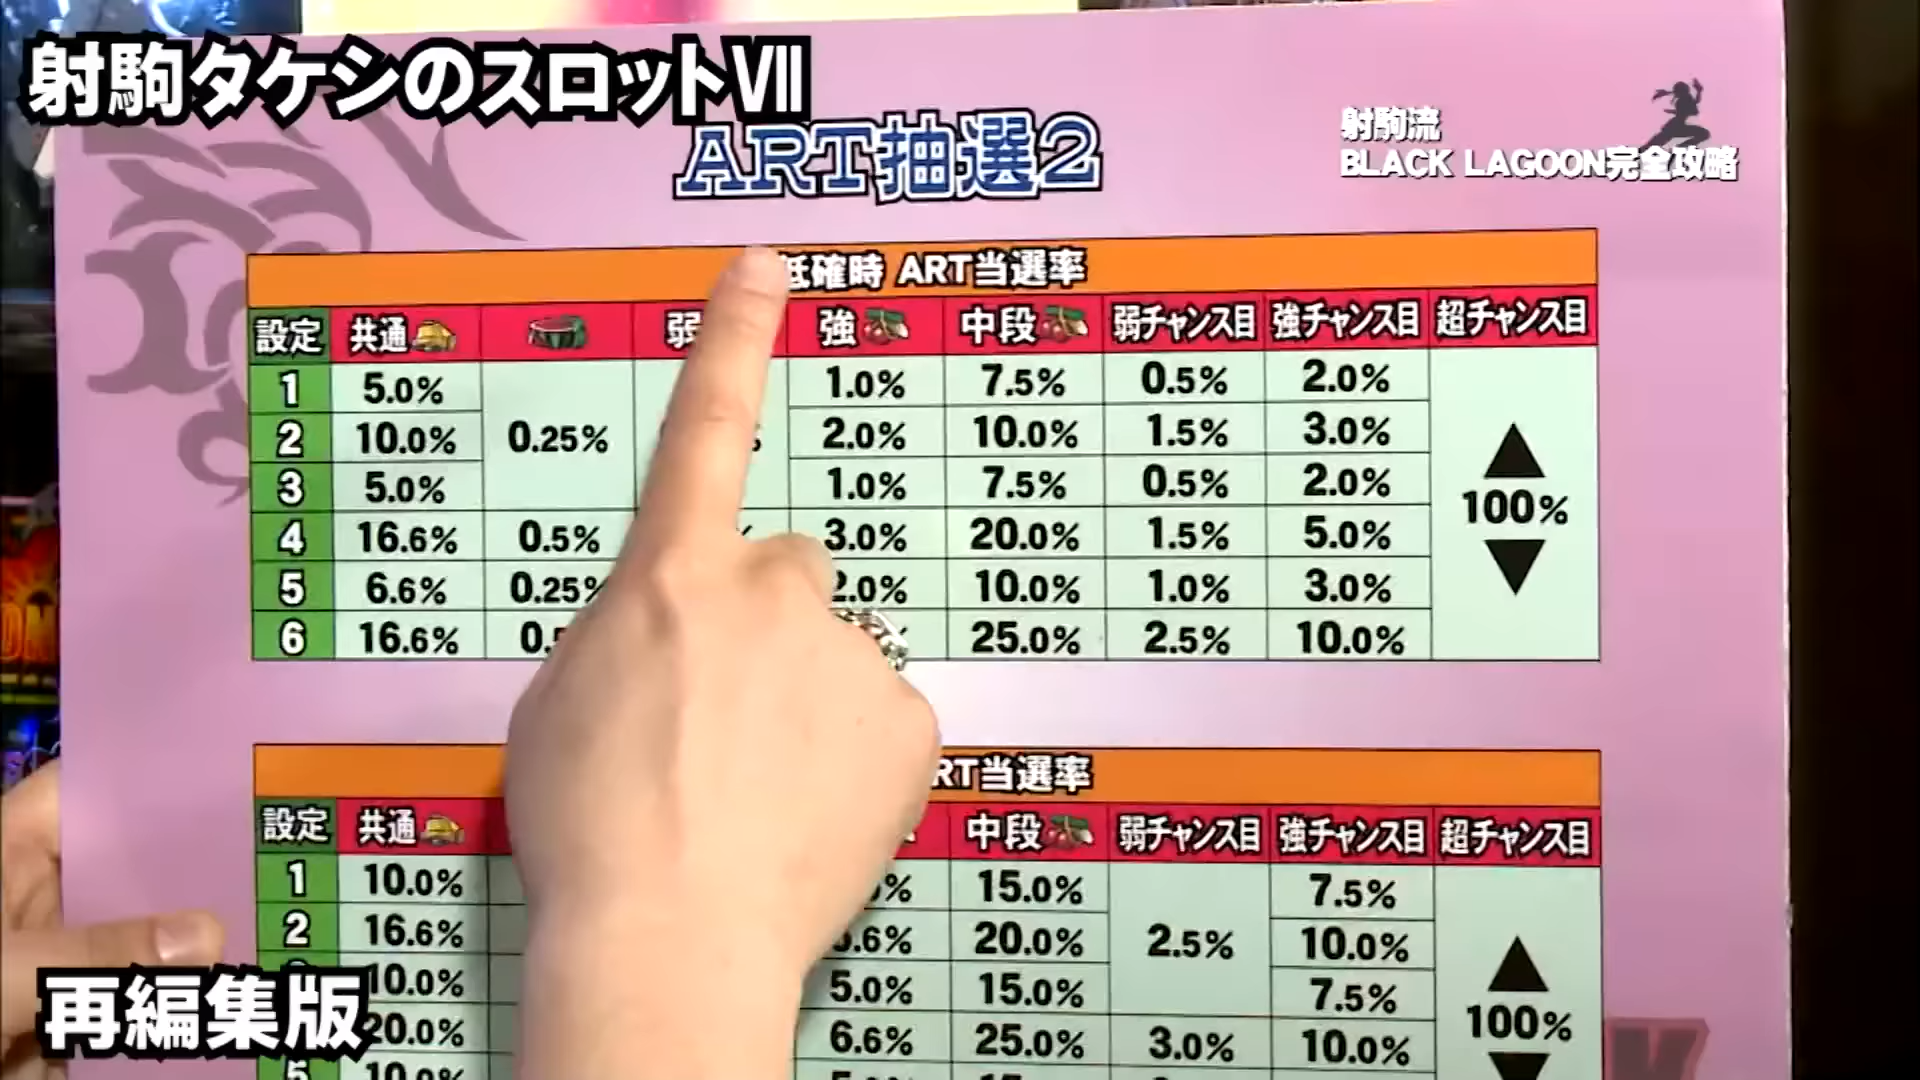 射駒タケシのスロットⅦ
ART抽選2
射駒流
BLACK LAGOON完全攻略
低確時 ART当選率
設定 共通 弱 強 中段 弱チャンス目 強チャンス目 超チャンス目
1 5.0% 1.0% 7.5% 0.5% 2.0%
2 10.0% 0.25% 2.0% 10.0% 1.5% 3.0%
3 5.0% 1.0% 7.5% 0.5% 2.0%
100%
4 16.6% 0.5% 3.0% 20.0% 1.5% 5.0%
5 6.6% 0.25% 2.0% 10.0% 1.0% 3.0%
6 16.6% 25.0% 2.5% 10.0%
ART当選率
設定 共通 中段 弱チャンス目 強チャンス目 超チャンス目
1 10.0% 15.0% 7.5%
2 16.6% 20.0% 2.5% 10.0%
10.0% 5.0% 15.0% 7.5%
100%
20.0% 6.6% 25.0% 3.0% 10.0%
5 10.0%
再編集版